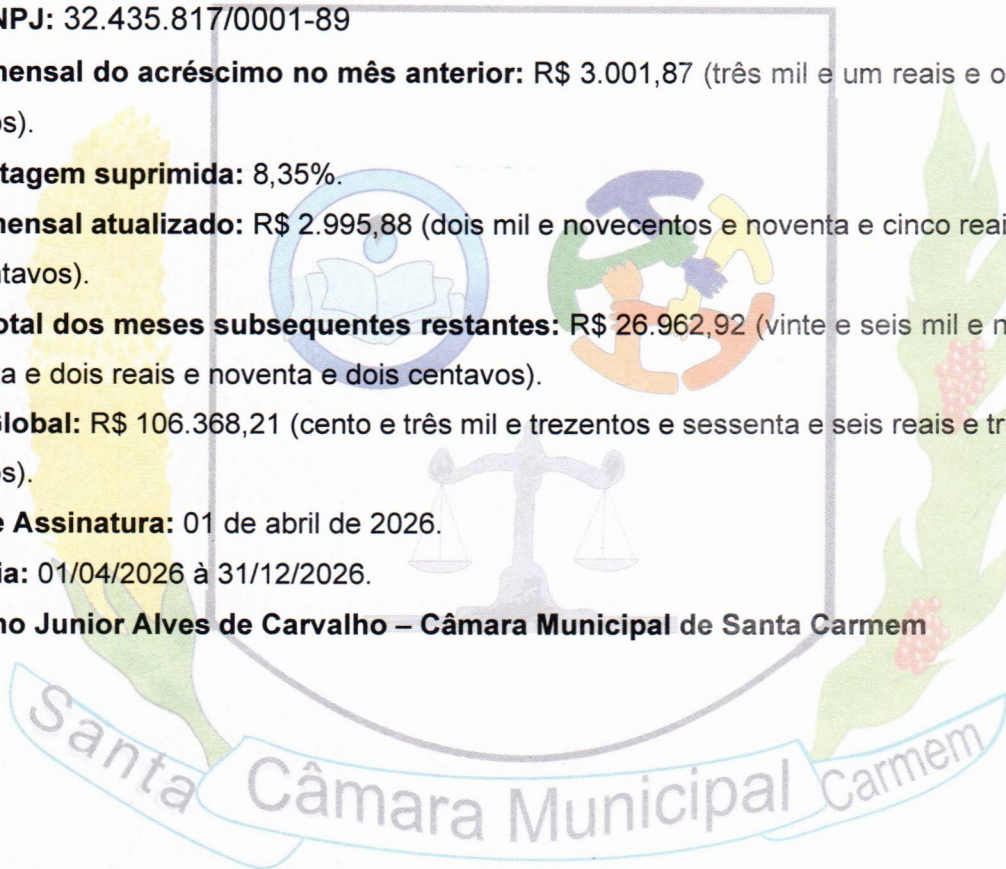 NPJ: 32.435.817/0001-89
mensal do acréscimo no mês anterior: R$ 3.001,87 (três mil e um reais e o
os).
tagem suprimida: 8,35%.
mensal atualizado: R$ 2.995,88 (dois mil e novecentos e noventa e cinco reai
ntavos).
otal dos meses subsequentes restantes: R$ 26.962,92 (vinte e seis mil e n
a e dois reais e noventa e dois centavos).
Global: R$ 106.368,21 (cento e três mil e trezentos e sessenta e seis reais e tr
os).
e Assinatura: 01 de abril de 2026.
ia: 01/04/2026 à 31/12/2026.
no Junior Alves de Carvalho – Câmara Municipal de Santa Carmem
Santa Câmara Municipal Carmem